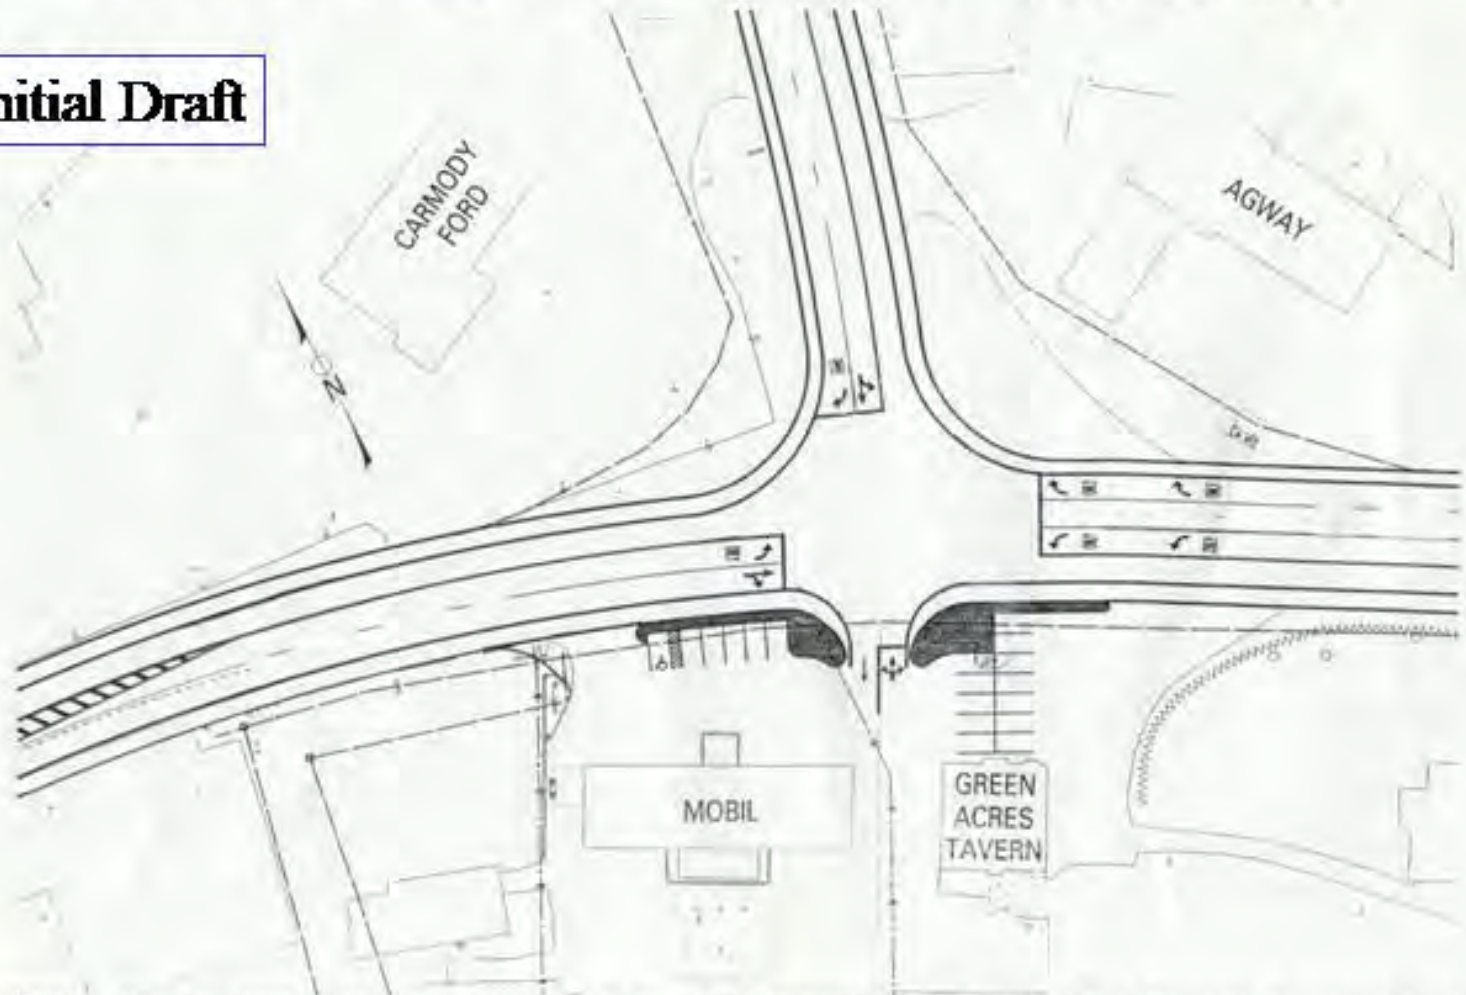 nitial Draft
CARMODY
FORD
AGWAY
N
MOBIL
GREEN
ACRES
TAVERN